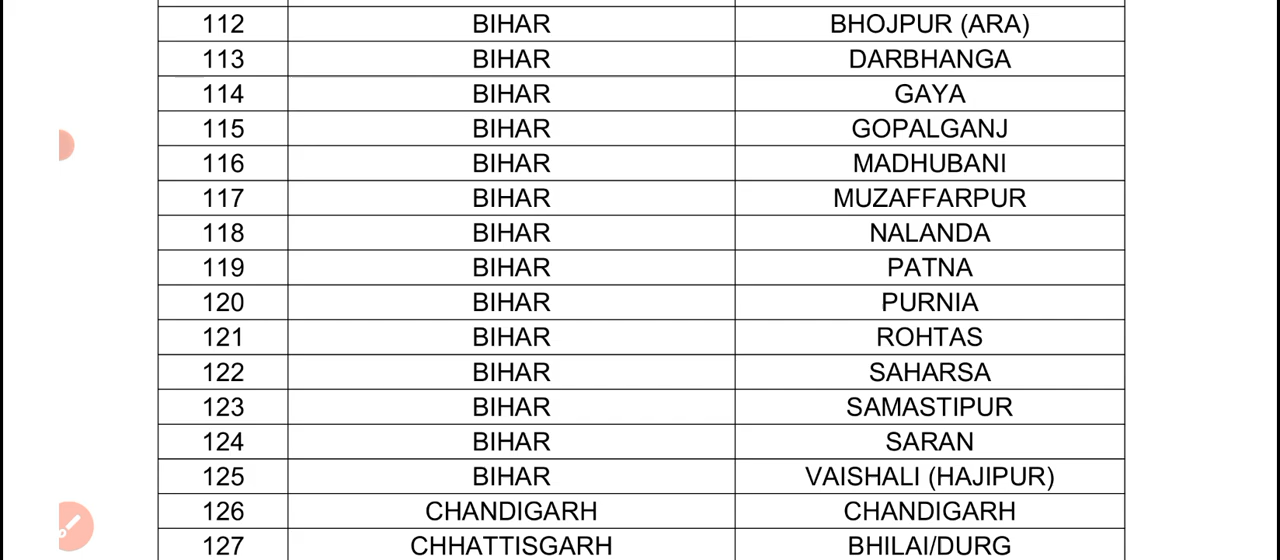 112 BIHAR BHOJPUR (ARA)
113 BIHAR DARBHANGA
114 BIHAR GAYA
115 BIHAR GOPALGANJ
116 BIHAR MADHUBANI
117 BIHAR MUZAFFARPUR
118 BIHAR NALANDA
119 BIHAR PATNA
120 BIHAR PURNIA
121 BIHAR ROHTAS
122 BIHAR SAHARSA
123 BIHAR SAMASTIPUR
124 BIHAR SARAN
125 BIHAR VAISHALI (HAJIPUR)
126 CHANDIGARH CHANDIGARH
127 CHHATTISGARH BHILAI/DURG